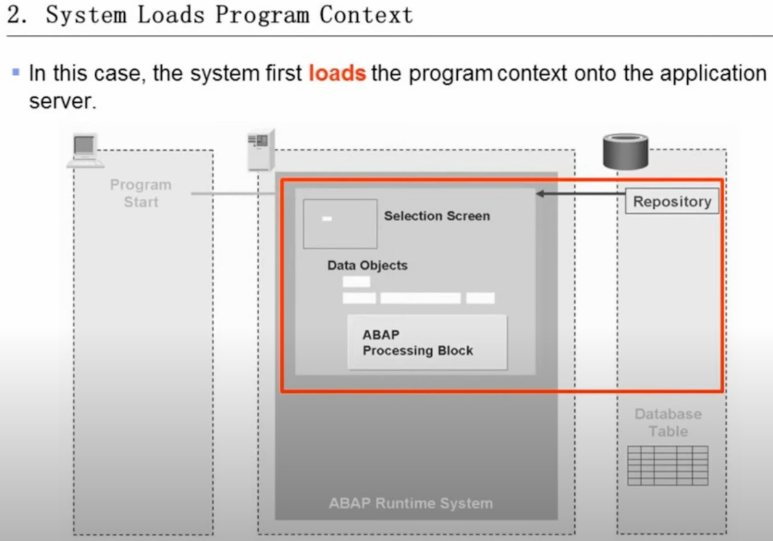 2. System Loads Program Context
In this case, the system first loads the program context onto the application
server.
Program
Start
Selection Screen
Repository
Data Objects
ABAP
Processing Block
Database
Table
ABAP Runtime System